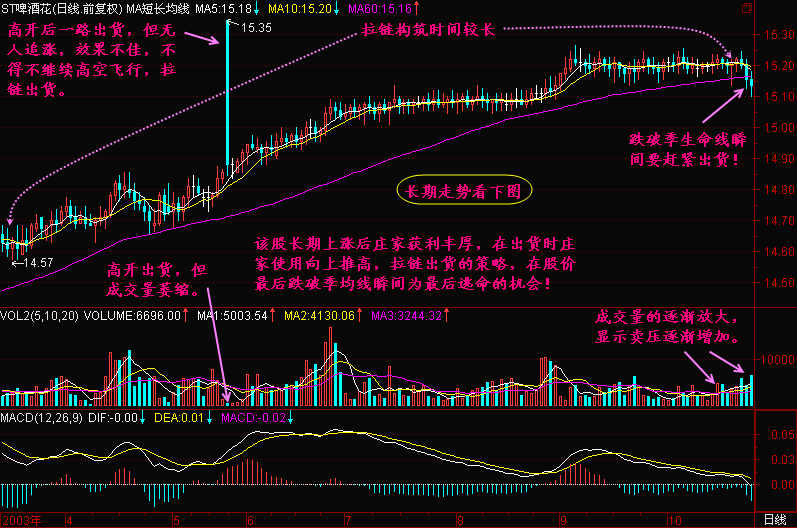 ST啤酒花(日线.前复权) MA短长均线 MA5:15.18↓ MA10:15.20↓ MA60:15.16↑
高开后一路出货，但无
人追涨，效果不佳，不
得不继续高空飞行，拉
链出货。
15.35
拉链构筑时间较长
15.30
15.20
15.10
15.00
14.90
14.80
14.70
14.60
14.50
跌破季生命线瞬
间要赶紧出货！
长期走势看下图
14.57
高开出货，但
成交量萎缩。
该股长期上涨后庄家获利丰厚，在出货时庄
家使用向上推高，拉链出货的策略，在股价
最后跌破季均线瞬间为最后逃命的机会！
VOL2(5,10,20) VOLUME:6696.00↑ MA1:5003.54↑ MA2:4130.06↑ MA3:3244.32↑
成交量的逐渐放大，
显示卖压逐渐增加。
10000
MACD(12,26,9) DIF:-0.00↓ DEA:0.01↓ MACD:-0.02↓
0.05
0.03
0.00
2003年 4 5 6 7 8 9 10 日线